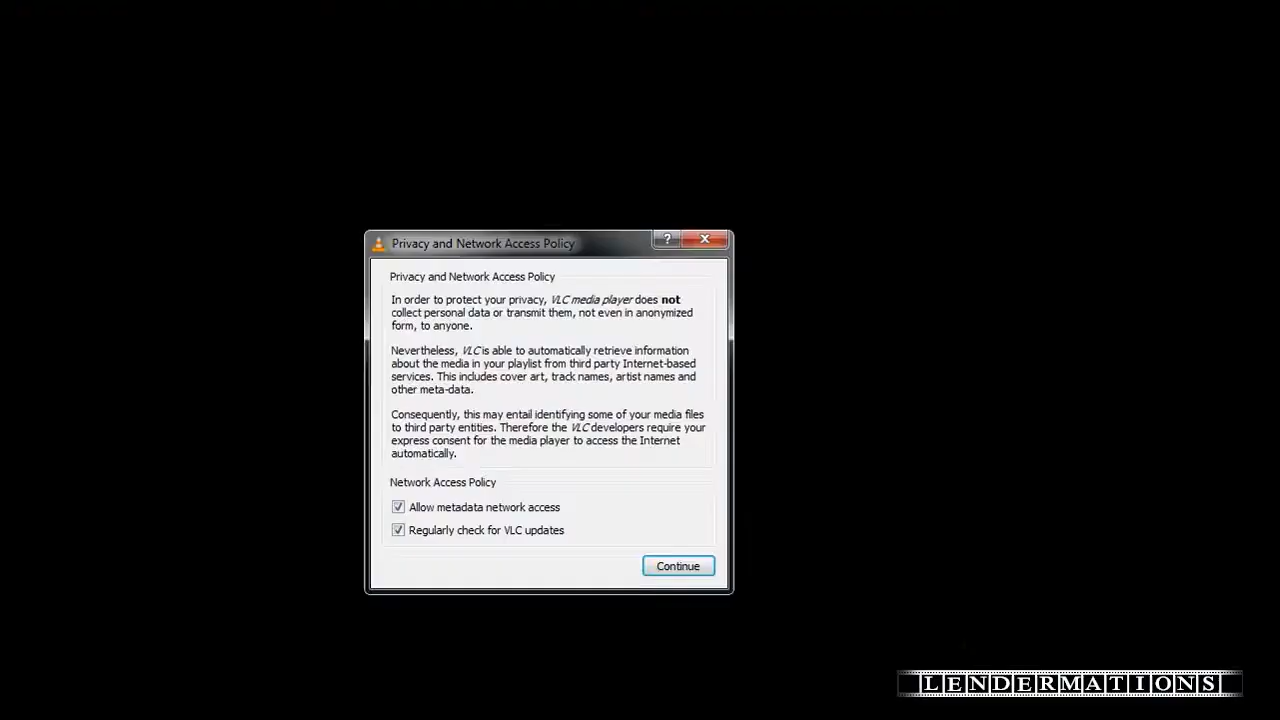 Privacy and Network Access Policy
?
Privacy and Network Access Policy
In order to protect your privacy, VLC media player does not
collect personal data or transmit them, not even in anonymized
form, to anyone.
Nevertheless, VLC is able to automatically retrieve information
about the media in your playlist from third party Internet-based
services. This includes cover art, track names, artist names and
other meta-data.
Consequently, this may entail identifying some of your media files
to third party entities. Therefore the VLC developers require your
express consent for the media player to access the Internet
automatically.
Network Access Policy
Allow metadata network access
Regularly check for VLC updates
Continue
LENDERMATIONS